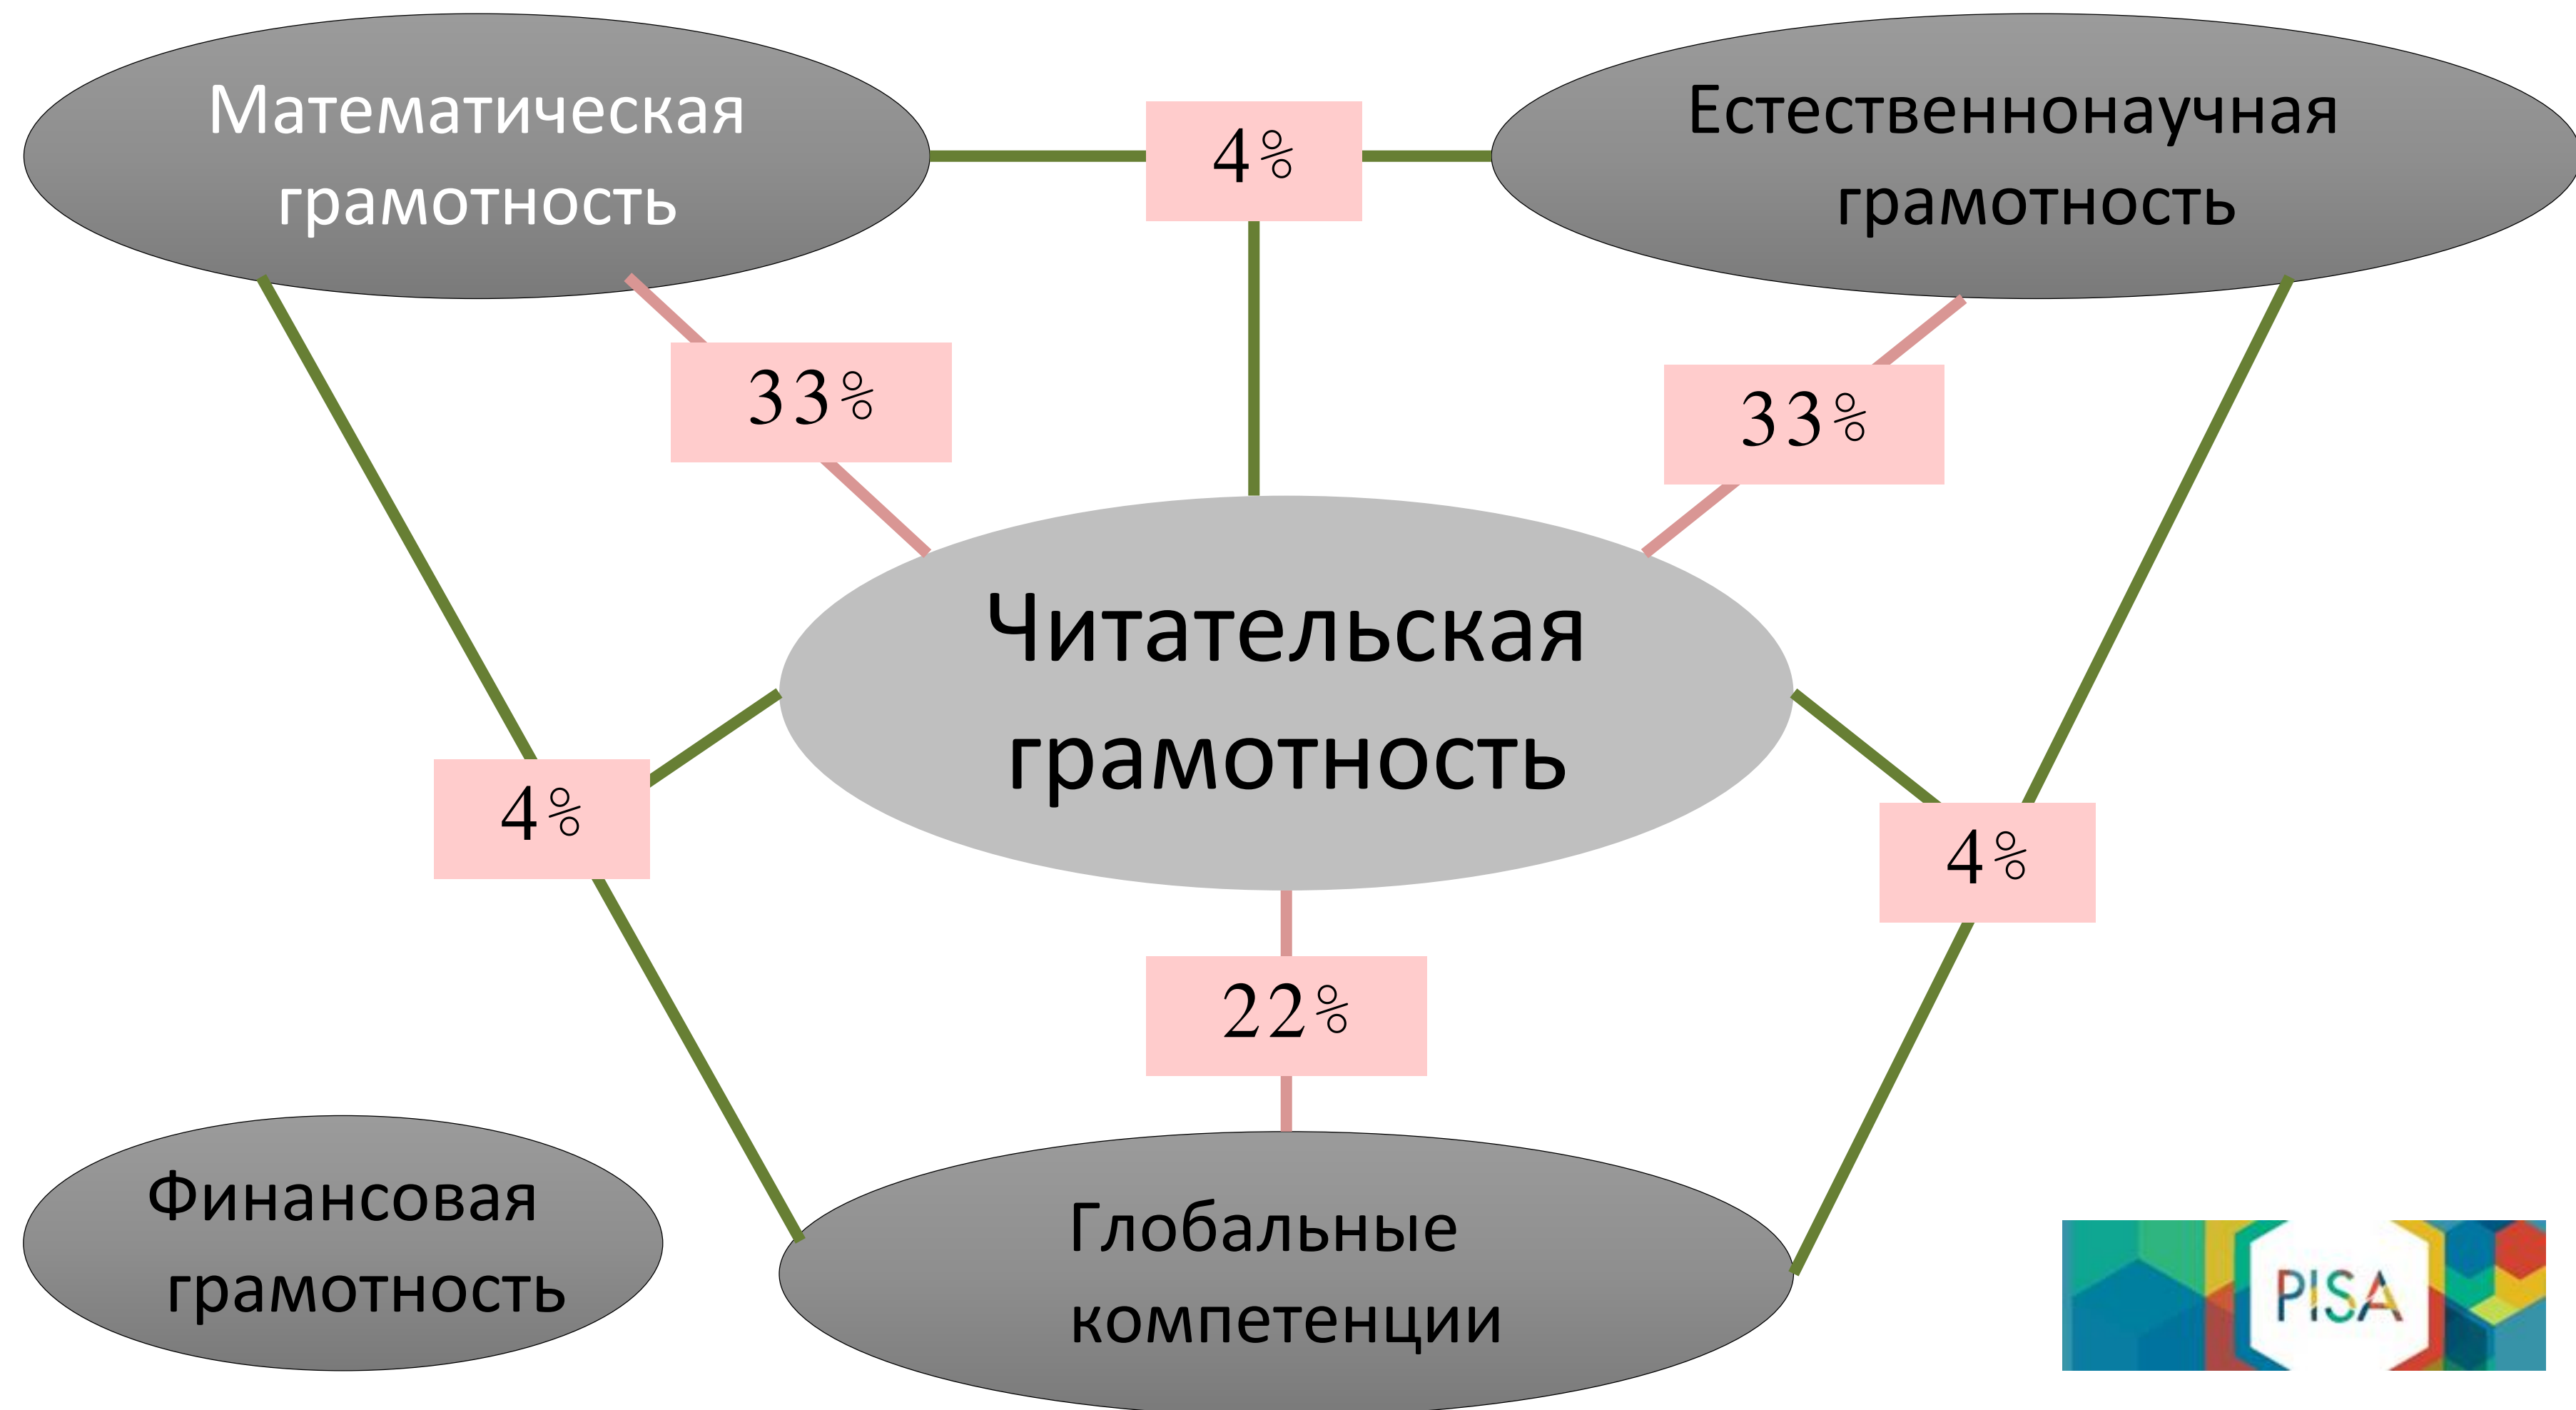 Математическая
грамотность
4%
Естественнонаучная
грамотность
33%
33%
Читательская
грамотность
4%
4%
22%
Финансовая
грамотность
Глобальные
компетенции
PISA